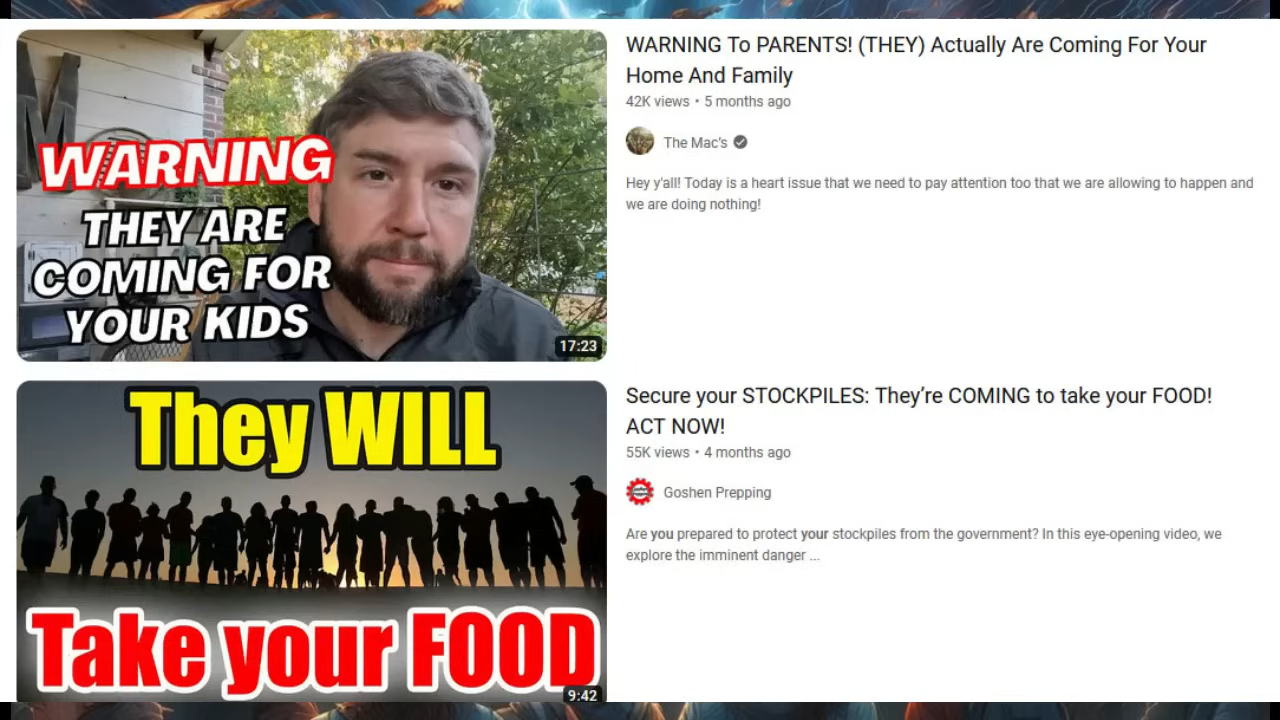 WARNING
THEY ARE
COMING FOR
YOUR KIDS
17:23
WARNING To PARENTS! (THEY) Actually Are Coming For Your
Home And Family
42K views • 5 months ago
The Mac's
Hey y'all! Today is a heart issue that we need to pay attention too that we are allowing to happen and
we are doing nothing!
They WILL
Take your FOOD
9:42
Secure your STOCKPILES: They're COMING to take your FOOD!
ACT NOW!
55K views • 4 months ago
Goshen Prepping
Are you prepared to protect your stockpiles from the government? In this eye-opening video, we
explore the imminent danger ...